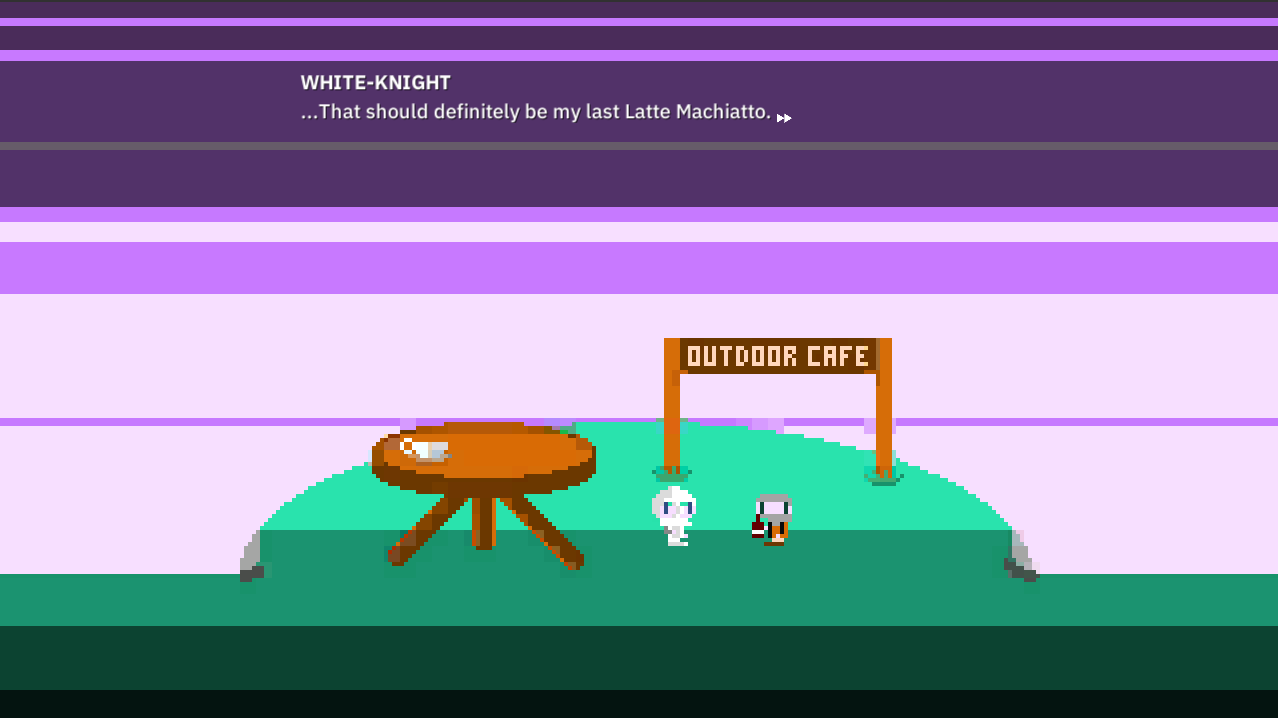 WHITE-KNIGHT
...That should definitely be my last Latte Machiatto.
OUTDOOR CAFE